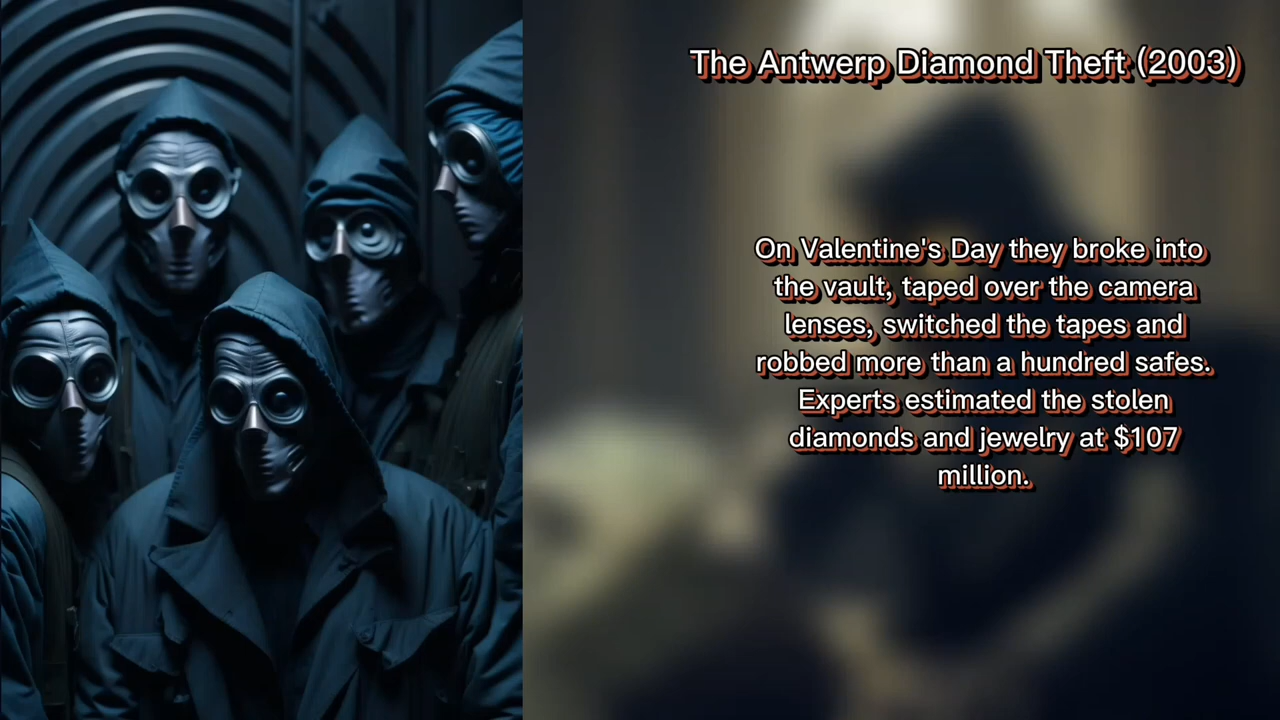 The Antwerp Diamond Theft (2003)
On Valentine's Day they broke into
the vault, taped over the camera
lenses, switched the tapes and
robbed more than a hundred safes.
Experts estimated the stolen
diamonds and jewelry at $107
million.